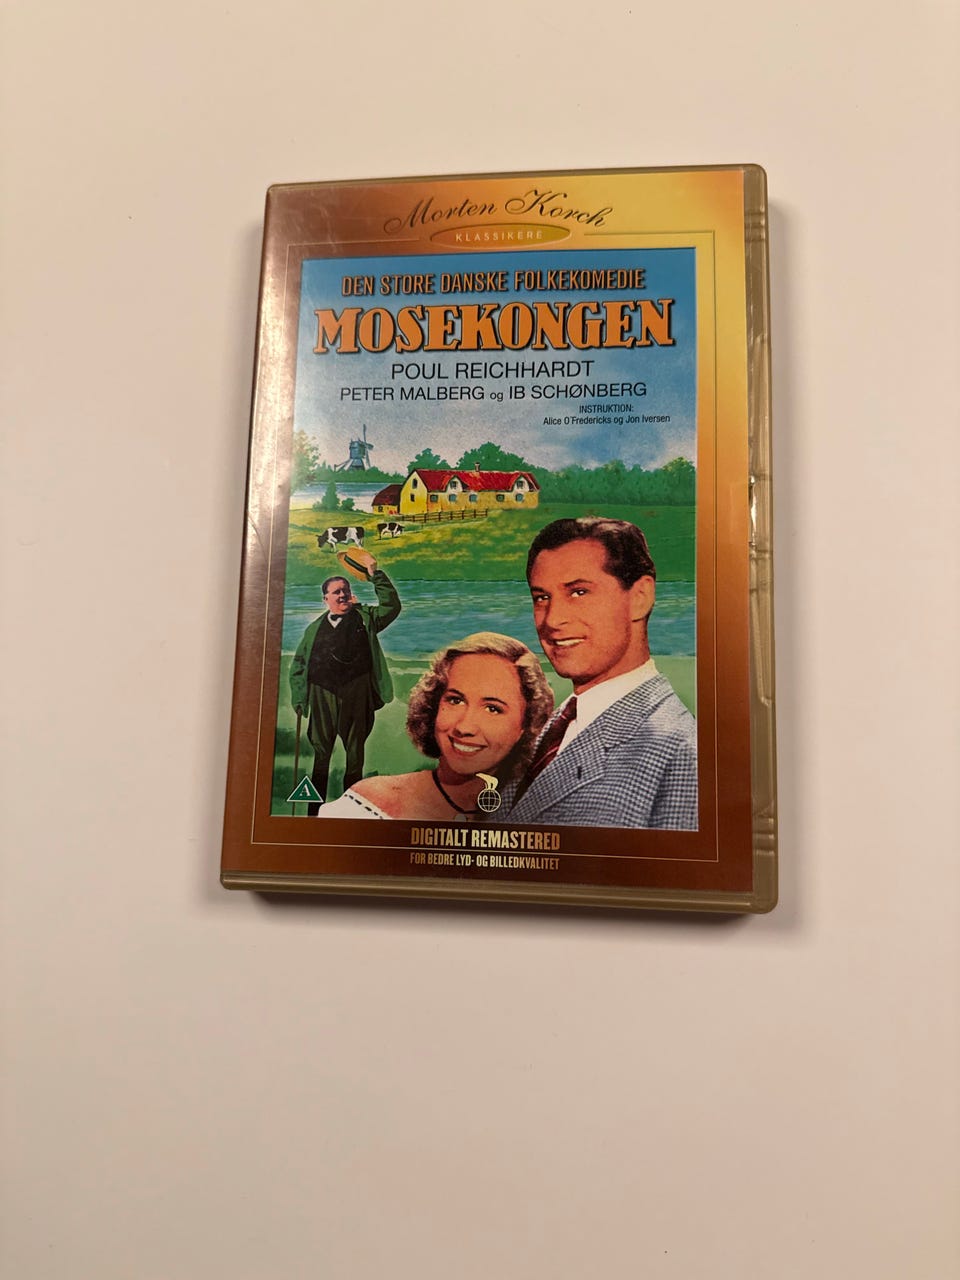 Morten Korch
KLASSIKERE
DEN STORE DANSKE FOLKEKOMEDIE
MOSEKONGEN
POUL REICHHARDT
PETER MALBERG og IB SCHØNBERG
INSTRUKTION:
Alice O'Fredericks og Jon Iversen
A
DIGITALT REMASTERED
FOR BEDRE LYD- OG BILLEDKVALITET